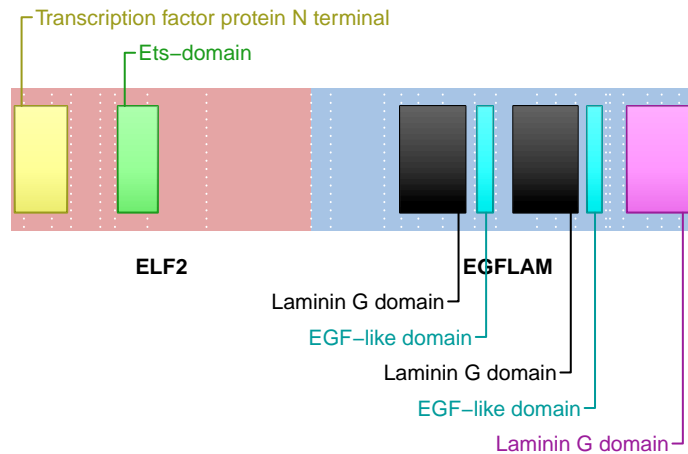 Transcription factor protein N terminal
Ets−domain
ELF2
EGFLAM
Laminin G domain
EGF−like domain
Laminin G domain
EGF−like domain
Laminin G domain